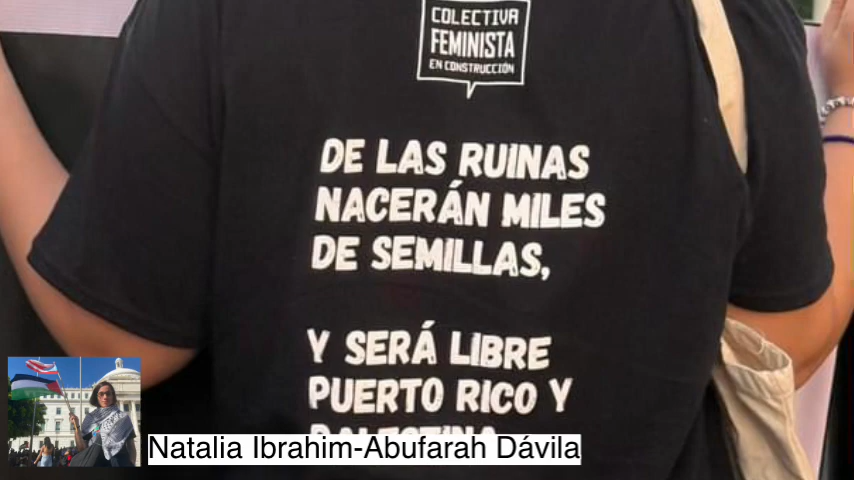 COLECTIVA
FEMINISTA
EN CONSTRUCCIÓN
DE LAS RUINAS
NACERÁN MILES
DE SEMILLAS,
Y SERÁ LIBRE
PUERTO RICO Y
PALESTINA
Natalia Ibrahim-Abufarah Dávila